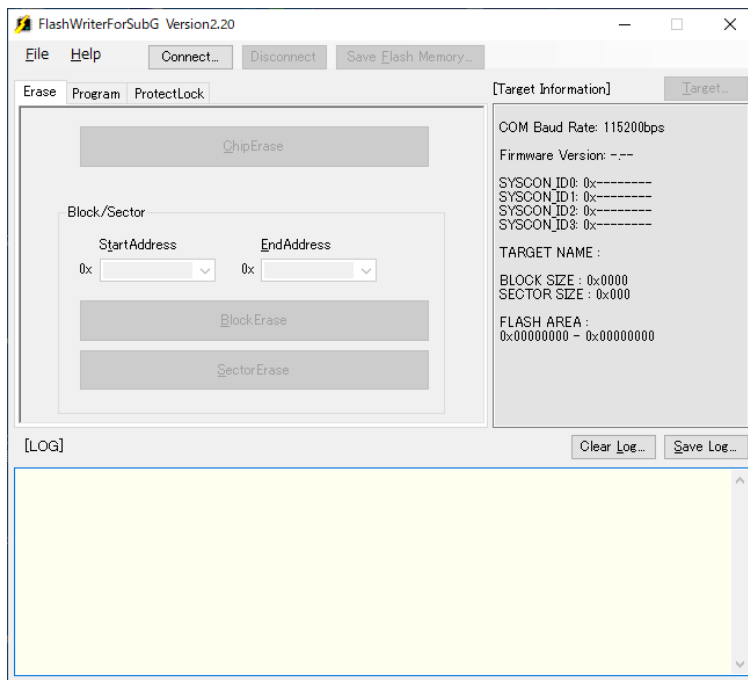 FlashWriterForSubG Version2.20
File Help Connect... Disconnect Save Flash Memory...
Erase Program ProtectLock
[Target Information] Target...
ChipErase
Block/Sector
StartAddress EndAddress
0x 0x
BlockErase
SectorErase
COM Baud Rate: 115200bps
Firmware Version: -.--
SYSCON_ID0: 0x--------
SYSCON_ID1: 0x--------
SYSCON_ID2: 0x--------
SYSCON_ID3: 0x--------
TARGET NAME :
BLOCK SIZE : 0x0000
SECTOR SIZE : 0x000
FLASH AREA :
0x00000000 - 0x00000000
[LOG] Clear Log... Save Log...